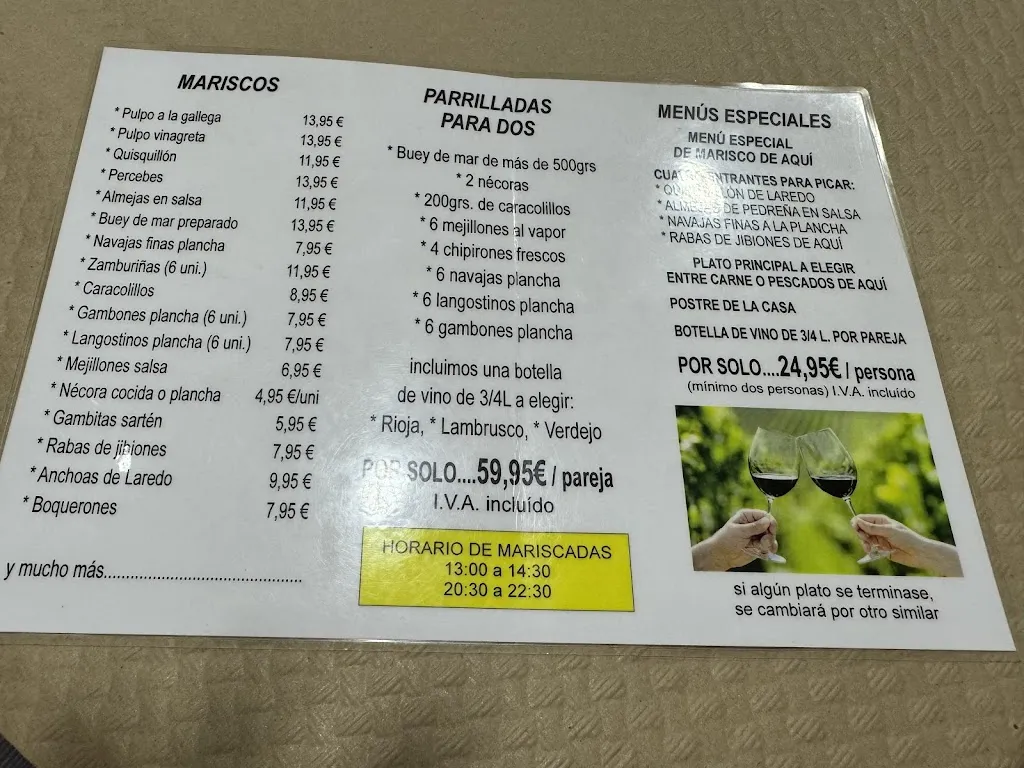 MARISCOS
* Pulpo a la gallega 13,95 €
* Pulpo vinagreta 13,95 €
* Quisquillón 11,95 €
* Percebes 13,95 €
* Almejas en salsa 11,95 €
* Buey de mar preparado 13,95 €
* Navajas finas plancha 7,95 €
* Zamburiñas (6 uni.) 11,95 €
* Caracolillos 8,95 €
* Gambones plancha (6 uni.) 7,95 €
* Langostinos plancha (6 uni.) 7,95 €
* Mejillones salsa 6,95 €
* Nécora cocida o plancha 4,95 €/uni
* Gambitas sartén 5,95 €
* Rabas de jibiones 7,95 €
* Anchoas de Laredo 9,95 €
* Boquerones 7,95 €
y mucho más............................................
PARRILLADAS
PARA DOS
* Buey de mar de más de 500grs
* 2 nécoras
* 200grs. de caracolillos
* 6 mejillones al vapor
* 4 chipirones frescos
* 6 navajas plancha
* 6 langostinos plancha
* 6 gambones plancha
incluimos una botella
de vino de 3/4L a elegir:
* Rioja, * Lambrusco, * Verdejo
POR SOLO....59,95€ / pareja
I.V.A. incluído
HORARIO DE MARISCADAS
13:00 a 14:30
20:30 a 22:30
MENÚS ESPECIALES
MENÚ ESPECIAL
DE MARISCO DE AQUÍ
ENTRANTES PARA PICAR:
* QUISQUILLÓN DE LAREDO
* ALMEJAS DE PEDREÑA EN SALSA
* NAVAJAS FINAS A LA PLANCHA
* RABAS DE JIBIONES DE AQUÍ
PLATO PRINCIPAL A ELEGIR
ENTRE CARNE O PESCADOS DE AQUÍ
POSTRE DE LA CASA
BOTELLA DE VINO DE 3/4 L. POR PAREJA
POR SOLO....24,95€ / persona
(mínimo dos personas) I.V.A. incluído
si algún plato se terminase,
se cambiará por otro similar